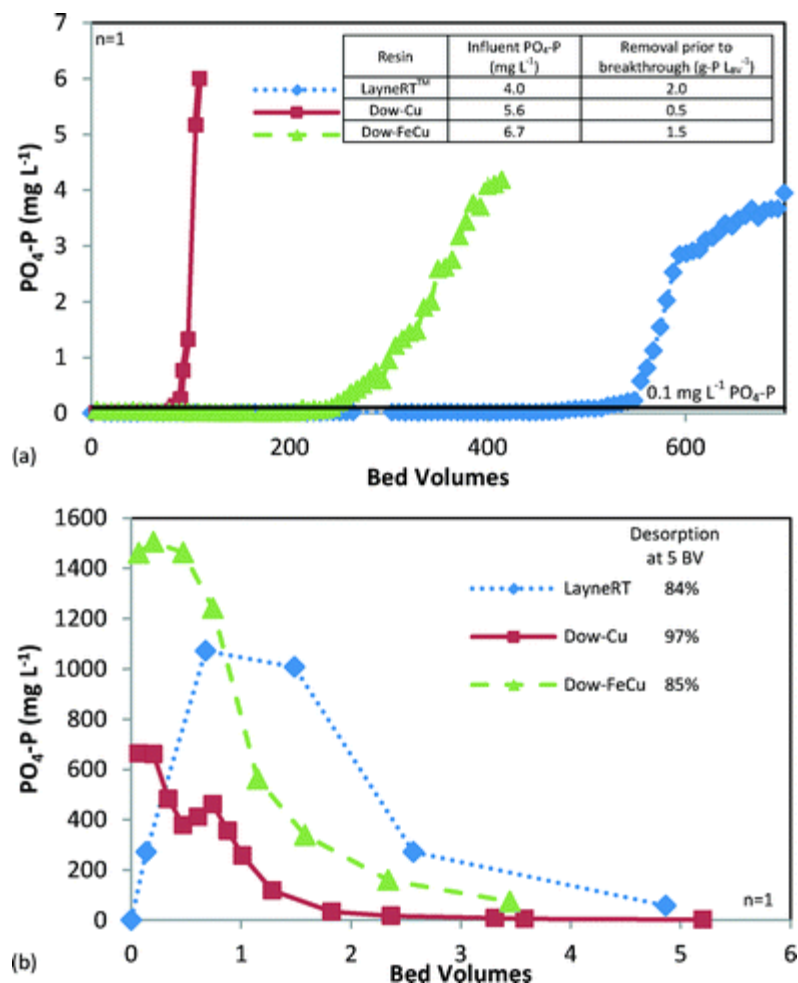 n=1
Resin Influent PO₄-P (mg L⁻¹) Removal prior to breakthrough (g-P L_BV⁻¹)
LayneRT™ 4.0 2.0
Dow-Cu 5.6 0.5
Dow-FeCu 6.7 1.5
PO₄-P (mg L⁻¹)
7
6
5
4
3
2
1
0
0.1 mg L⁻¹ PO₄-P
0 200 400 600
(a)
Bed Volumes
PO₄-P (mg L⁻¹)
1600
1400
1200
1000
800
600
400
200
0
Desorption
at 5 BV
LayneRT 84%
Dow-Cu 97%
Dow-FeCu 85%
n=1
0 1 2 3 4 5 6
(b)
Bed Volumes